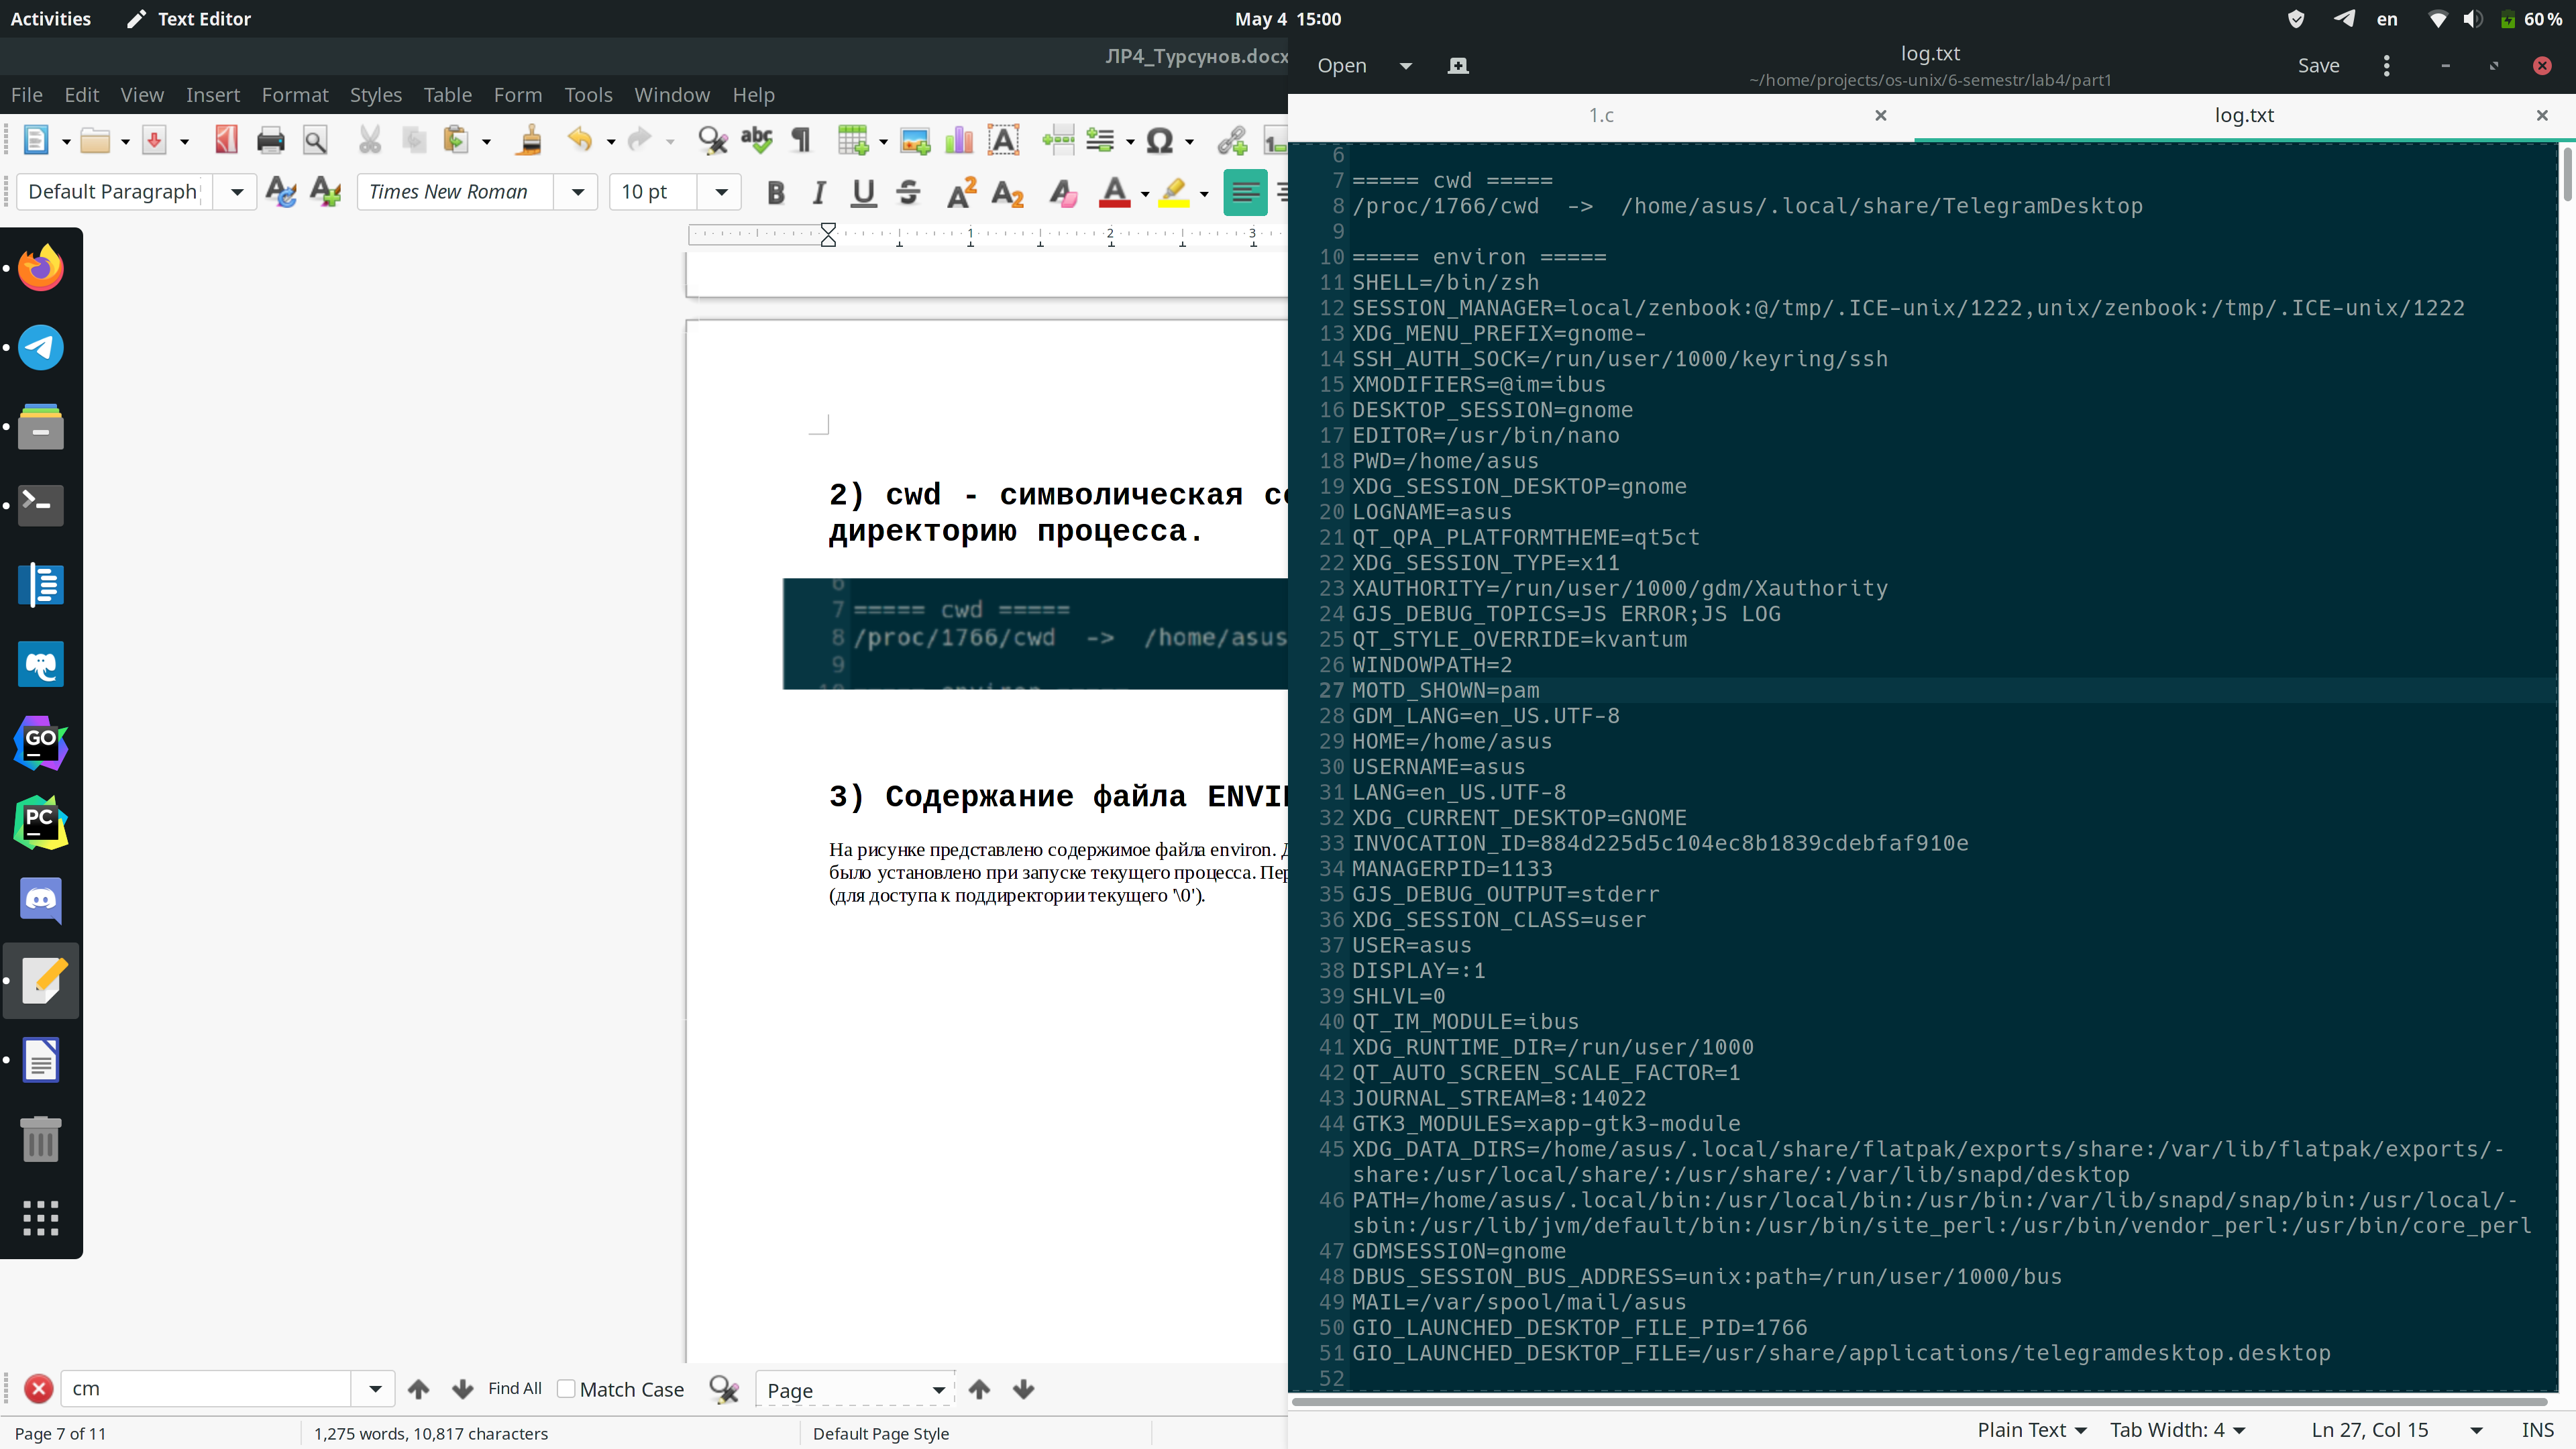 Activities Text Editor May 4 15:00 en 60 %
ЛР4_Турсунов.docx
File Edit View Insert Format Styles Table Form Tools Window Help
Default Paragraph Times New Roman 10 pt
1 2 3
2) cwd - символическая
директорию процесса.
7 ===== cwd =====
8 /proc/1766/cwd -> /home/asus
9
3) Содержание файла
На рисунке представлено содержимое файла environ.
было установлено при запуске текущего процесса.
(для доступа к поддиректории текущего '\0').
cm Find All Match Case Page
Page 7 of 11 1,275 words, 10,817 characters Default Page Style
Open log.txt Save
~/home/projects/os-unix/6-semestr/lab4/part1
1.c log.txt
6
7 ===== cwd =====
8 /proc/1766/cwd -> /home/asus/.local/share/TelegramDesktop
9
10 ===== environ =====
11 SHELL=/bin/zsh
12 SESSION_MANAGER=local/zenbook:@/tmp/.ICE-unix/1222,unix/zenbook:/tmp/.ICE-unix/1222
13 XDG_MENU_PREFIX=gnome-
14 SSH_AUTH_SOCK=/run/user/1000/keyring/ssh
15 XMODIFIERS=@im=ibus
16 DESKTOP_SESSION=gnome
17 EDITOR=/usr/bin/nano
18 PWD=/home/asus
19 XDG_SESSION_DESKTOP=gnome
20 LOGNAME=asus
21 QT_QPA_PLATFORMTHEME=qt5ct
22 XDG_SESSION_TYPE=x11
23 XAUTHORITY=/run/user/1000/gdm/Xauthority
24 GJS_DEBUG_TOPICS=JS ERROR;JS LOG
25 QT_STYLE_OVERRIDE=kvantum
26 WINDOWPATH=2
27 MOTD_SHOWN=pam
28 GDM_LANG=en_US.UTF-8
29 HOME=/home/asus
30 USERNAME=asus
31 LANG=en_US.UTF-8
32 XDG_CURRENT_DESKTOP=GNOME
33 INVOCATION_ID=884d225d5c104ec8b1839cdebfaf910e
34 MANAGERPID=1133
35 GJS_DEBUG_OUTPUT=stderr
36 XDG_SESSION_CLASS=user
37 USER=asus
38 DISPLAY=:1
39 SHLVL=0
40 QT_IM_MODULE=ibus
41 XDG_RUNTIME_DIR=/run/user/1000
42 QT_AUTO_SCREEN_SCALE_FACTOR=1
43 JOURNAL_STREAM=8:14022
44 GTK3_MODULES=xapp-gtk3-module
45 XDG_DATA_DIRS=/home/asus/.local/share/flatpak/exports/share:/var/lib/flatpak/exports/-
share:/usr/local/share/:/usr/share/:/var/lib/snapd/desktop
46 PATH=/home/asus/.local/bin:/usr/local/bin:/usr/bin:/var/lib/snapd/snap/bin:/usr/local/-
sbin:/usr/lib/jvm/default/bin:/usr/bin/site_perl:/usr/bin/vendor_perl:/usr/bin/core_perl
47 GDMSESSION=gnome
48 DBUS_SESSION_BUS_ADDRESS=unix:path=/run/user/1000/bus
49 MAIL=/var/spool/mail/asus
50 GIO_LAUNCHED_DESKTOP_FILE_PID=1766
51 GIO_LAUNCHED_DESKTOP_FILE=/usr/share/applications/telegramdesktop.desktop
52
Plain Text Tab Width: 4 Ln 27, Col 15 INS
GO
PC